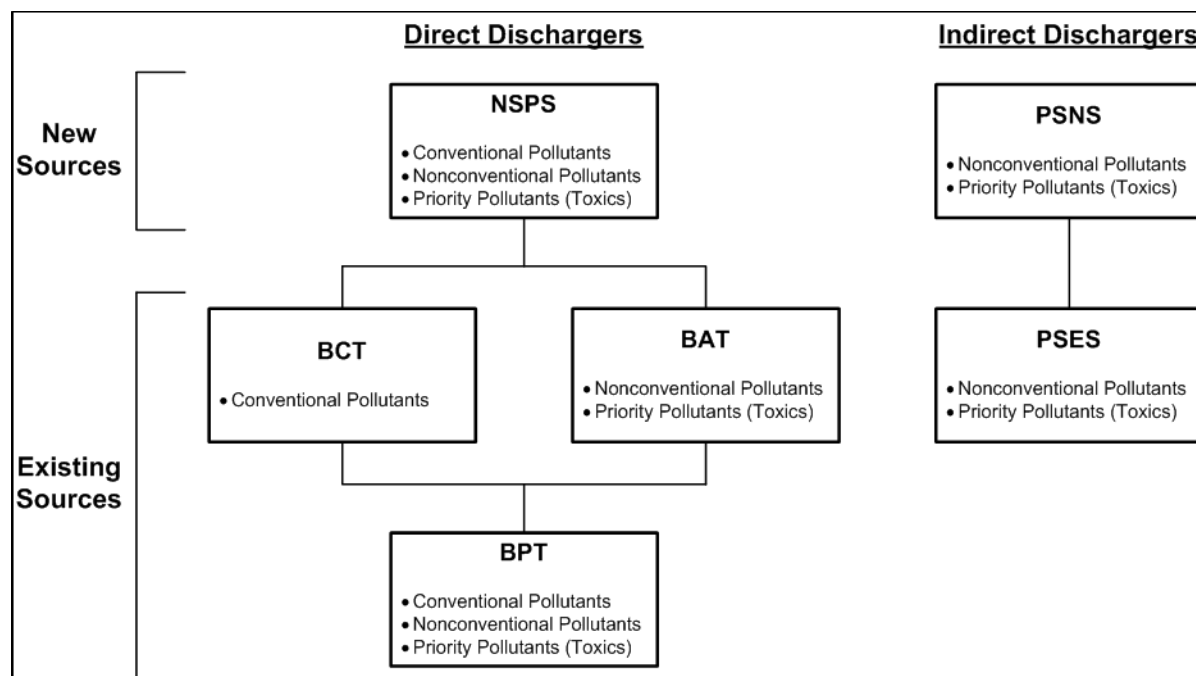 Direct Dischargers
Indirect Dischargers
New
Sources
NSPS
• Conventional Pollutants
• Nonconventional Pollutants
• Priority Pollutants (Toxics)
PSNS
• Nonconventional Pollutants
• Priority Pollutants (Toxics)
Existing
Sources
BCT
• Conventional Pollutants
BAT
• Nonconventional Pollutants
• Priority Pollutants (Toxics)
PSES
• Nonconventional Pollutants
• Priority Pollutants (Toxics)
BPT
• Conventional Pollutants
• Nonconventional Pollutants
• Priority Pollutants (Toxics)